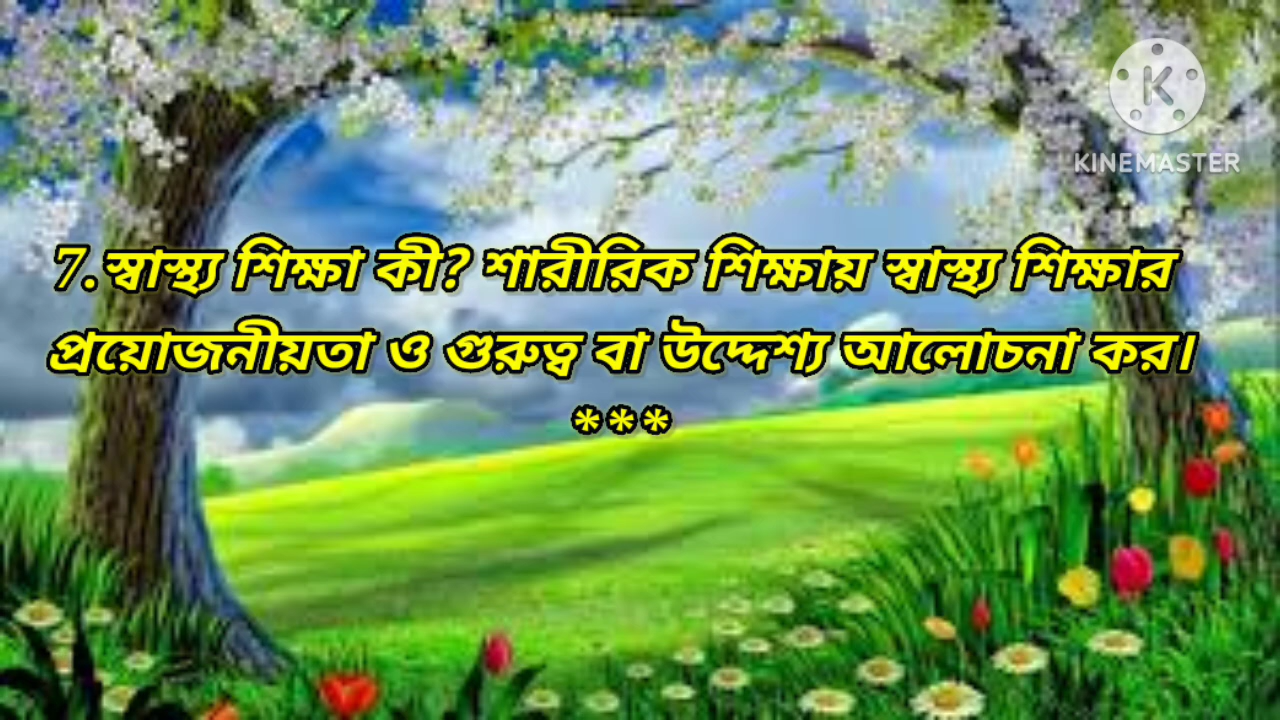 KINEMASTER
7.স্বাস্থ্য শিক্ষা কী? শারীরিক শিক্ষায় স্বাস্থ্য শিক্ষার
প্রয়োজনীয়তা ও গুরুত্ব বা উদ্দেশ্য আলোচনা কর।
***